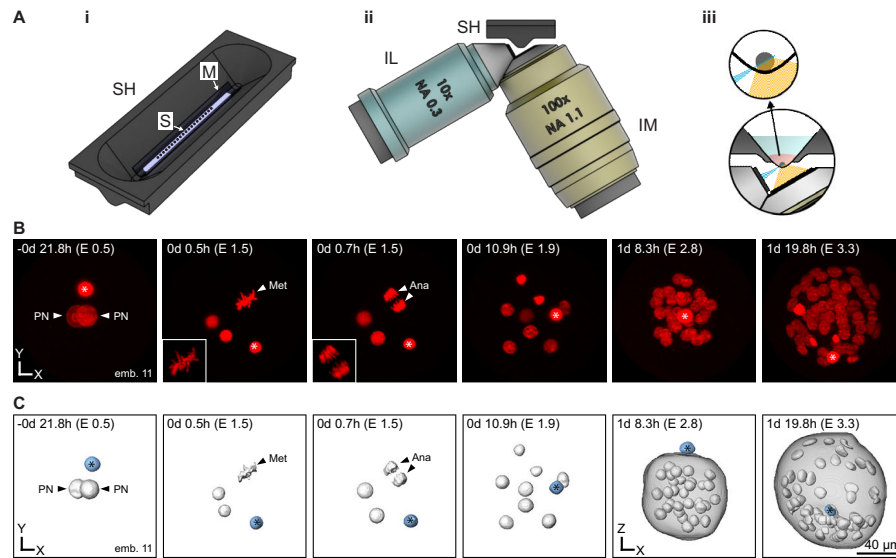 A
i
ii
iii
SH
M
S
IL
SH
10x
NA 0.3
100x
NA 1.1
IM
B
-0d 21.8h (E 0.5)
0d 0.5h (E 1.5)
0d 0.7h (E 1.5)
0d 10.9h (E 1.9)
1d 8.3h (E 2.8)
1d 19.8h (E 3.3)
*
PN
PN
Met
Ana
*
*
*
*
*
Y
X
emb. 11
C
-0d 21.8h (E 0.5)
0d 0.5h (E 1.5)
0d 0.7h (E 1.5)
0d 10.9h (E 1.9)
1d 8.3h (E 2.8)
1d 19.8h (E 3.3)
*
PN
PN
Met
Ana
*
*
*
*
*
Y
X
emb. 11
Z
X
40 µm